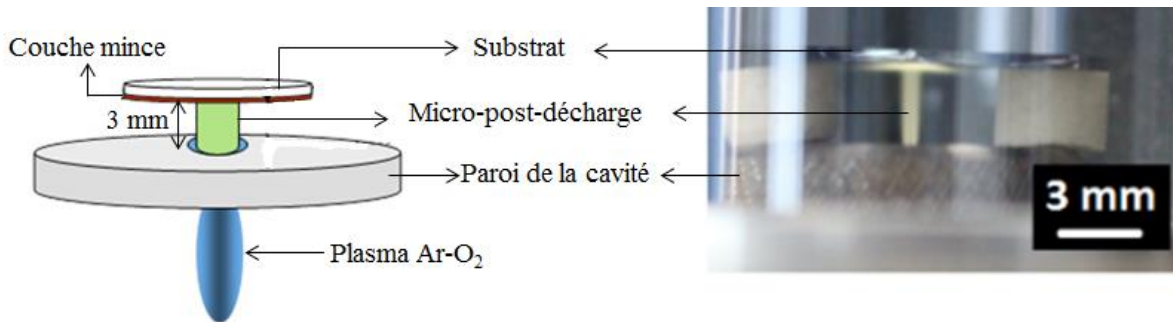 Couche mince
Substrat
3 mm
Micro-post-décharge
Paroi de la cavité
Plasma Ar-O₂
3 mm